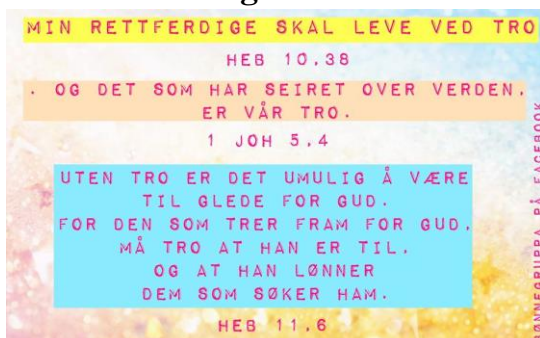 MIN RETTFERDIGE SKAL LEVE VED TRO
HEB 10,38
. OG DET SOM HAR SEIRET OVER VERDEN,
ER VÅR TRO.
1 JOH 5,4
UTEN TRO ER DET UMULIG Å VÆRE
TIL GLEDE FOR GUD.
FOR DEN SOM TRER FRAM FOR GUD,
MÅ TRO AT HAN ER TIL,
OG AT HAN LØNNER
DEM SOM SØKER HAM.
HEB 11,6
PÅ FACEBOOK